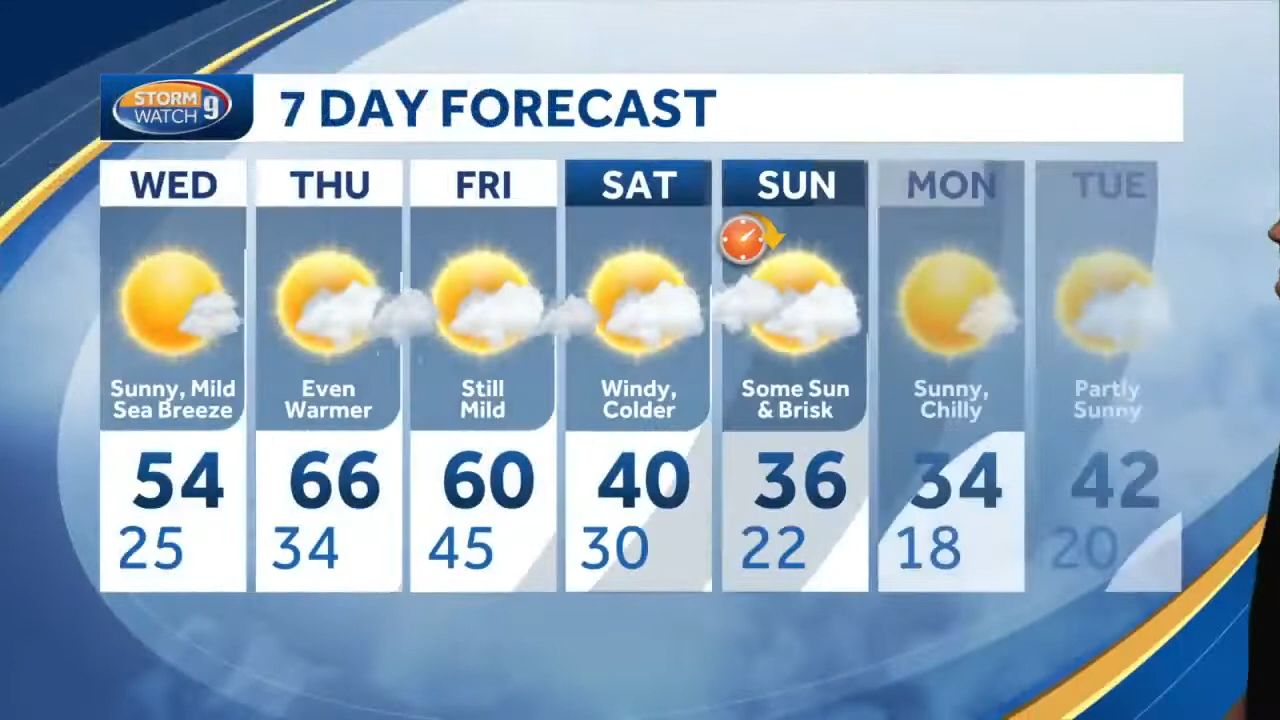 STORM
WATCH 9
7 DAY FORECAST
WED
THU
FRI
SAT
SUN
MON
TUE
Sunny, Mild
Sea Breeze
Even
Warmer
Still
Mild
Windy,
Colder
Some Sun
& Brisk
Sunny,
Chilly
Partly
Sunny
54
66
60
40
36
34
42
25
34
45
30
22
18
20